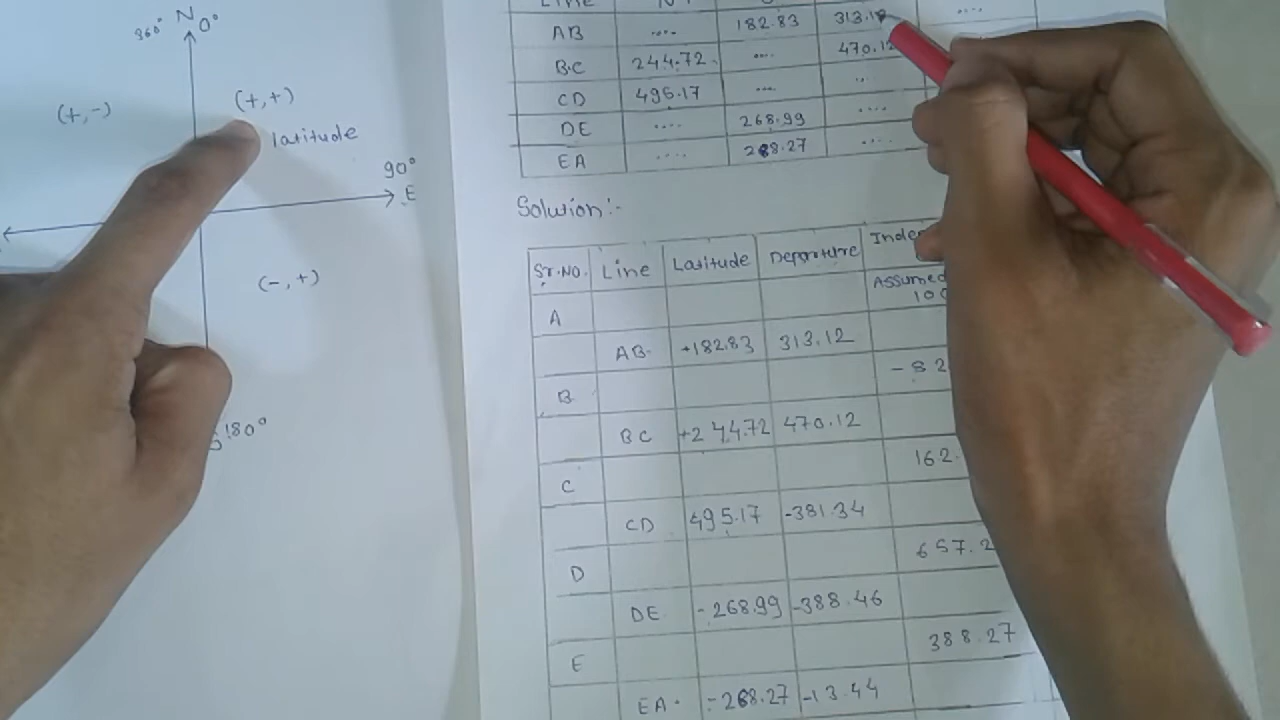 N
360° 0°
(+,-)
(+,+)
latitude
90°
E
(-,+)
S 180°
Line
AB .... 182.83 313.12 ....
BC 244.72 .... 470.12
CD 495.17 ....
DE .... 268.99 ....
EA .... 288.27 ....
Solution:-
Sr.No. Line Latitude Departure
Assumed
A
AB +182.83 313.12
B
BC +244.72 470.12
C
CD 495.17 -381.34
D
DE -268.99 -388.46
E 388.27
EA -268.27 -13.44